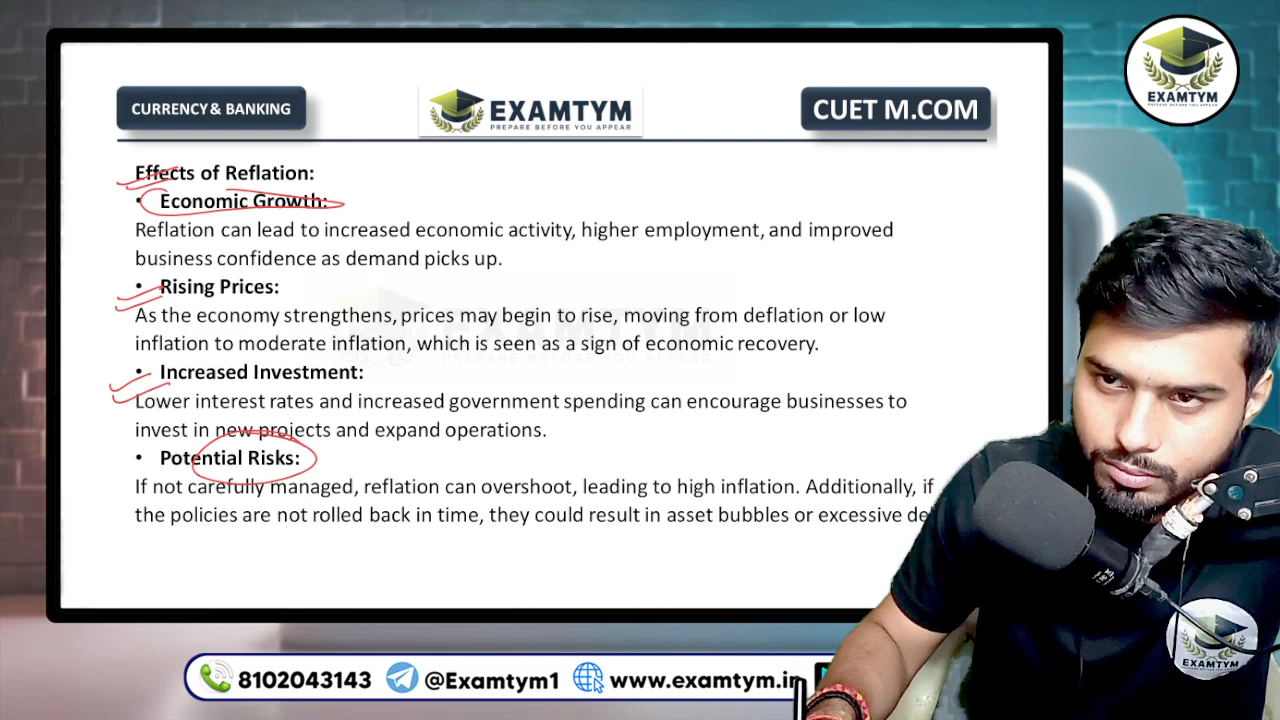 CURRENCY & BANKING
EXAMTYM
PREPARE BEFORE YOU APPEAR
CUET M.COM
EXAMTYM
PREPARE BEFORE YOU APPEAR
Effects of Reflation:
• Economic Growth:
Reflation can lead to increased economic activity, higher employment, and improved
business confidence as demand picks up.
• Rising Prices:
As the economy strengthens, prices may begin to rise, moving from deflation or low
inflation to moderate inflation, which is seen as a sign of economic recovery.
• Increased Investment:
Lower interest rates and increased government spending can encourage businesses to
invest in new projects and expand operations.
• Potential Risks:
If not carefully managed, reflation can overshoot, leading to high inflation. Additionally, if
the policies are not rolled back in time, they could result in asset bubbles or excessive
EXAMTYM
8102043143
@Examtym1
www.examtym.in